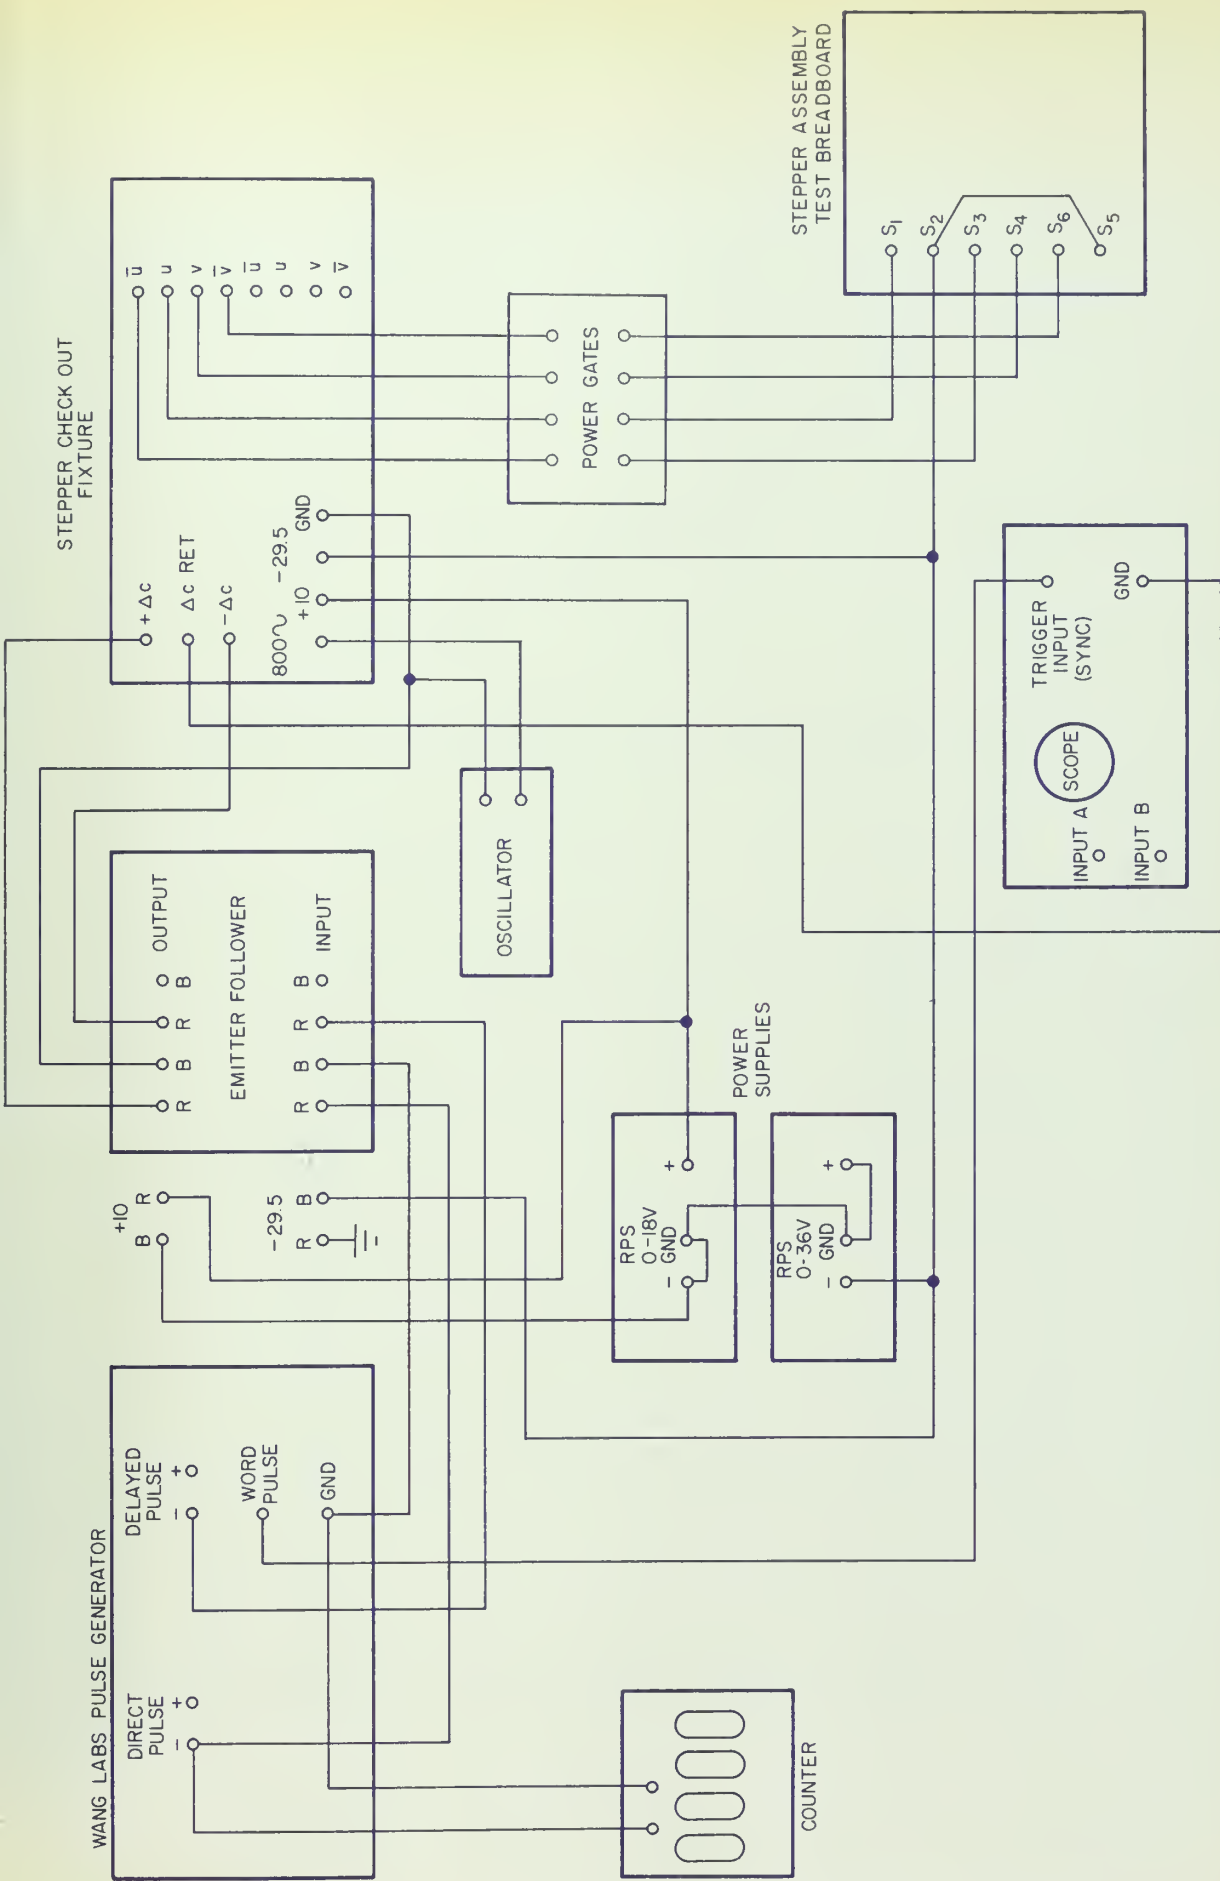 WANG LABS PULSE GENERATOR
DIRECT
PULSE
− +
DELAYED
PULSE
− +
WORD
PULSE
GND
COUNTER
+10
B R
-29.5
R B
OUTPUT
R B R B
EMITTER FOLLOWER
R B R B
INPUT
OSCILLATOR
POWER
SUPPLIES
RPS
0-18V
− GND +
RPS
0-36V
− GND +
STEPPER CHECK OUT
FIXTURE
+Δc
Δc RET
-Δc
800~ +10 -29.5 GND
u̅
u
v
v̅
u̅
u
v
v̅
POWER GATES
STEPPER ASSEMBLY
TEST BREADBOARD
S1
S2
S3
S4
S6
S5
SCOPE
INPUT A
INPUT B
TRIGGER
INPUT
(SYNC)
GND